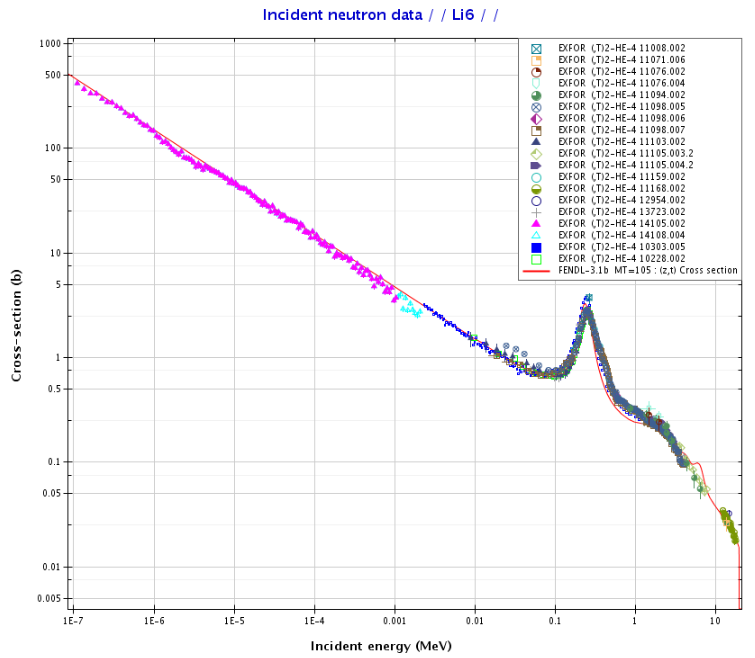 Incident neutron data / / Li6 / /
1000
500
100
50
10
5
1
0.5
0.1
0.05
0.01
0.005
Cross-section (b)
EXFOR (,T)2-HE-4 11008.002
EXFOR (,T)2-HE-4 11071.006
EXFOR (,T)2-HE-4 11076.002
EXFOR (,T)2-HE-4 11076.004
EXFOR (,T)2-HE-4 11094.002
EXFOR (,T)2-HE-4 11098.005
EXFOR (,T)2-HE-4 11098.006
EXFOR (,T)2-HE-4 11098.007
EXFOR (,T)2-HE-4 11103.002
EXFOR (,T)2-HE-4 11105.003.2
EXFOR (,T)2-HE-4 11105.004.2
EXFOR (,T)2-HE-4 11159.002
EXFOR (,T)2-HE-4 11168.002
EXFOR (,T)2-HE-4 12954.002
EXFOR (,T)2-HE-4 13723.002
EXFOR (,T)2-HE-4 14105.002
EXFOR (,T)2-HE-4 14108.004
EXFOR (,T)2-HE-4 10303.005
EXFOR (,T)2-HE-4 10228.002
FENDL-3.1b MT=105 : (z,t) Cross section
1E-7 1E-6 1E-5 1E-4 0.001 0.01 0.1 1 10
Incident energy (MeV)